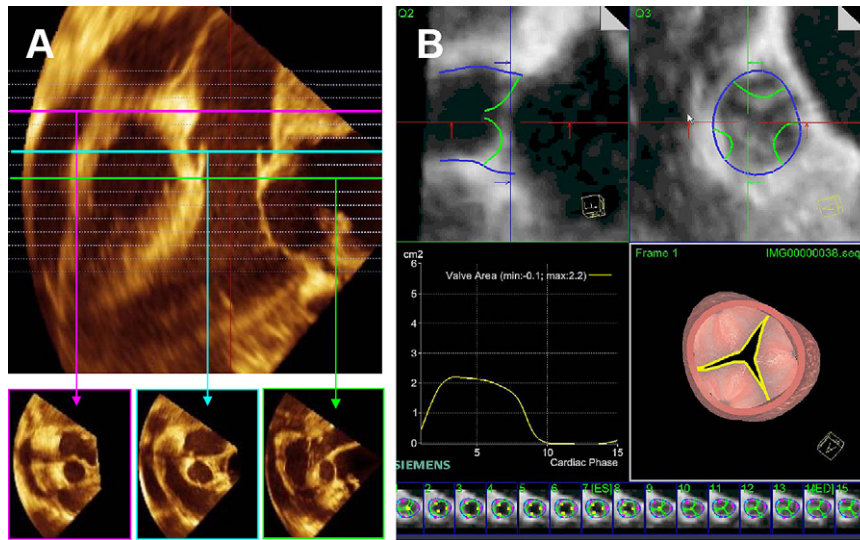 A
B
Q2
Q3
cm2
6
5
4
3
2
1
0
Valve Area (min:-0.1; max:2.2)
5
10
15
Cardiac Phase
SIEMENS
Frame 1
IMG00000038.seq
1 2 3 4 5 6 7[ES] 8 9 10 11 12 13 14[ED] 15